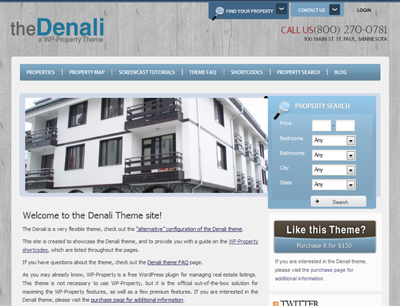 FIND YOUR PROPERTY
CONTACT US
LOGIN
theDenali
a WP-Property Theme
CALL US(800) 270-0781
100 MAIN ST. ST. PAUL, MINNESOTA
PROPERTIES
PROPERTY MAP
SCREENCAST TUTORIALS
THEME FAQ
SHORTCODES
PROPERTY SEARCH
BLOG
PROPERTY SEARCH
Price:
-
Bedrooms:
Any
Bathrooms:
Any
City:
Any
State:
Any
Search
Welcome to the Denali Theme site!
The Denali is a very flexible theme, check out the "alternative" configuration of the Denali theme.
This site is created to showcase the Denali theme, and to provide you with a guide on the WP-Property
shortcodes, which are listed throughout the pages.
If you have questions about the theme, check out the Denali theme FAQ page.
As you may already know, WP-Property is a free WordPress plugin for managing real estate listings.
This theme is not necessary to use WP-Property, but it is the official out-of-the-box solution for
maximing the WP-Property features, as well as a few premium features. If you are interested in the
Denali theme, please visit the purchase page for additional information.
Like this Theme?
Purchase it for $150
If you are interested in the Denali theme,
please visit the purchase page for
additional information.
TWITTER